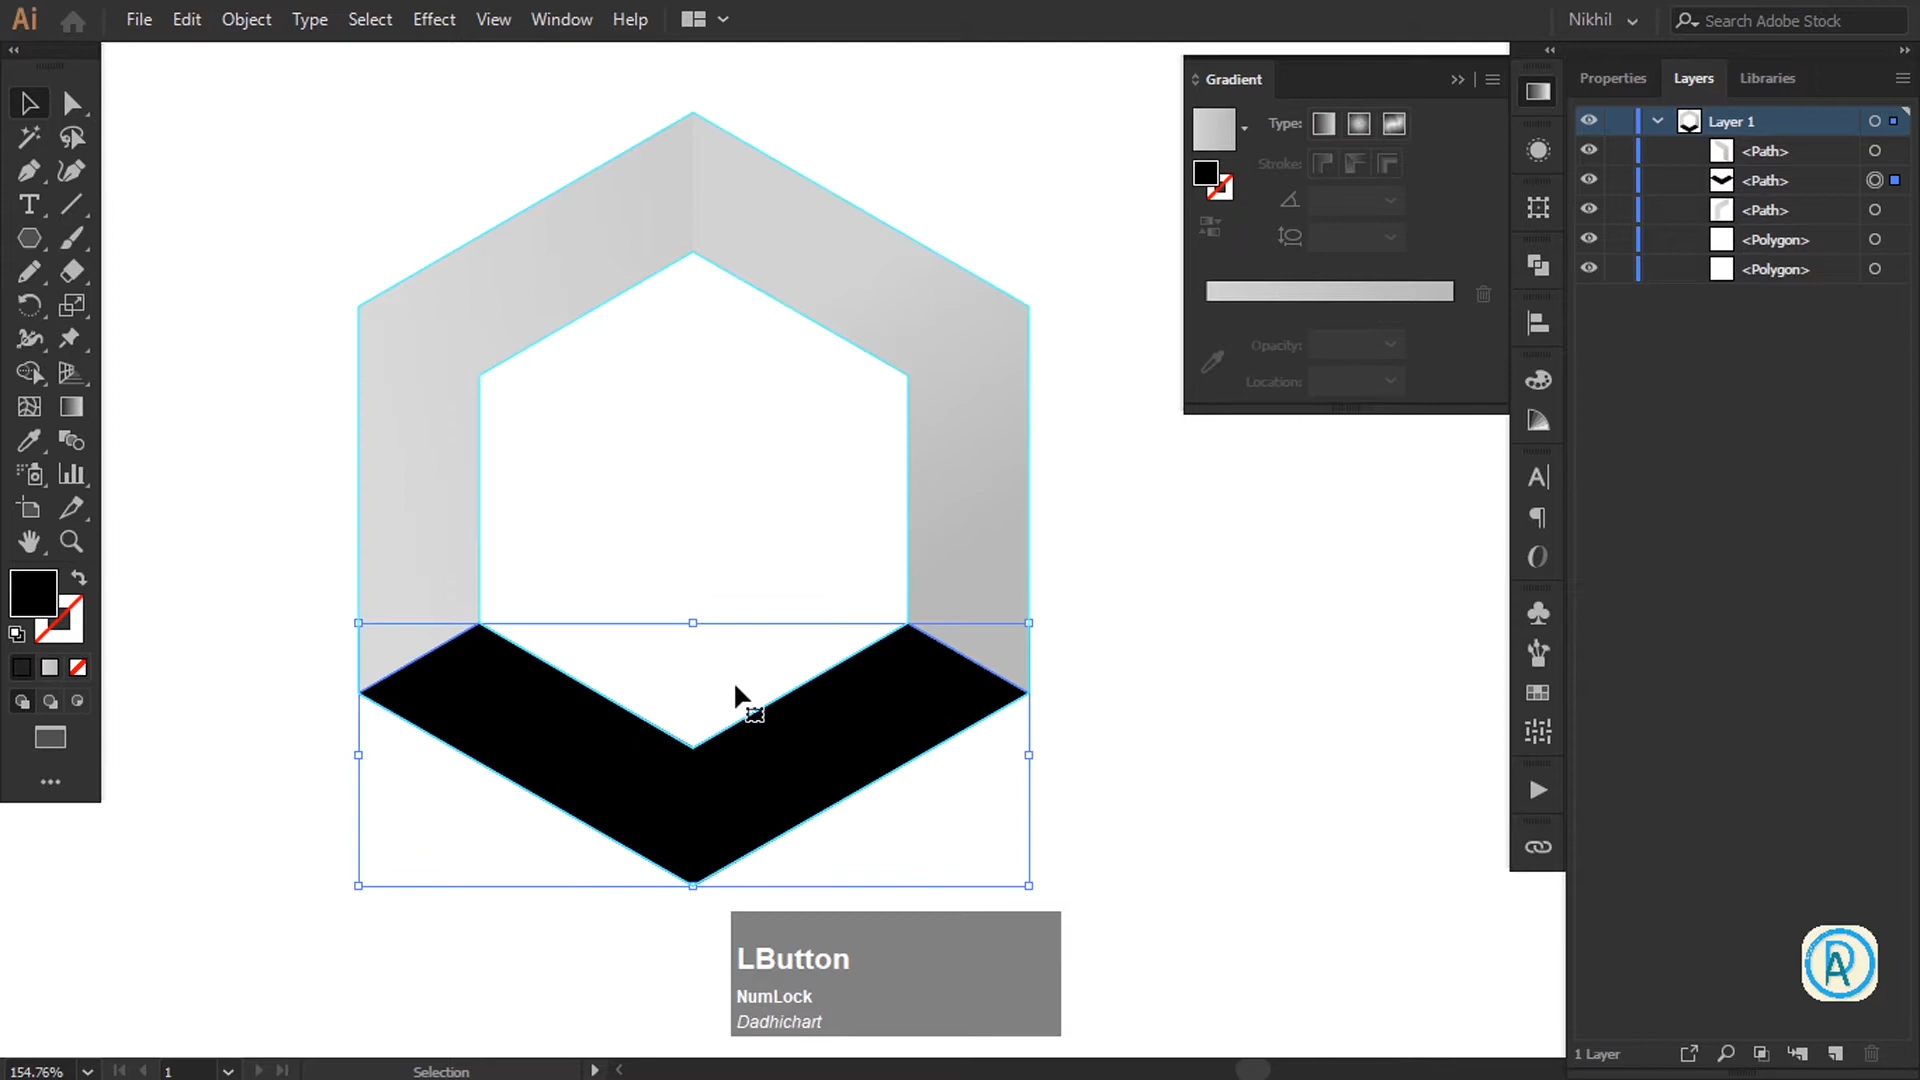 Ai File Edit Object Type Select Effect View Window Help Nikhil Search Adobe Stock
Gradient
Type:
Stroke:
Opacity:
Location:
Properties Layers Libraries
Layer 1
<Path>
<Path>
<Path>
<Polygon>
<Polygon>
LButton
NumLock
Dadhichart
1 Layer
154.76% 1 Selection